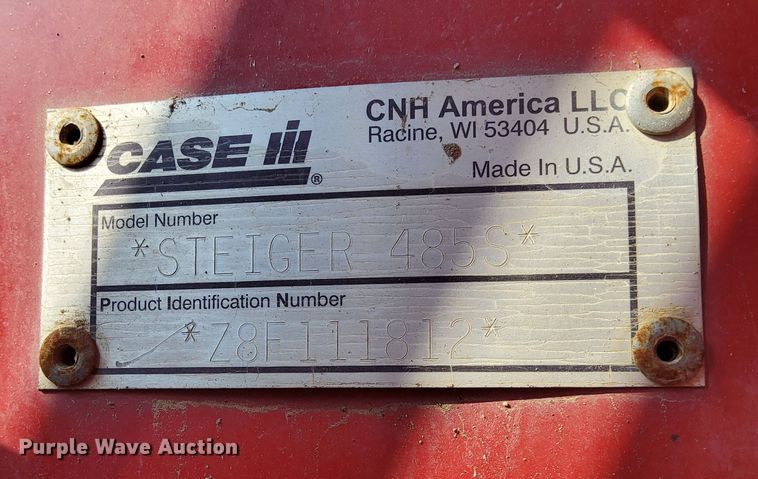 CASE IH ®
CNH America LLC
Racine, WI 53404 U.S.A.
Made In U.S.A.
Model Number
*STEIGER 485S*
Product Identification Number
*Z8F111812*
Purple Wave Auction